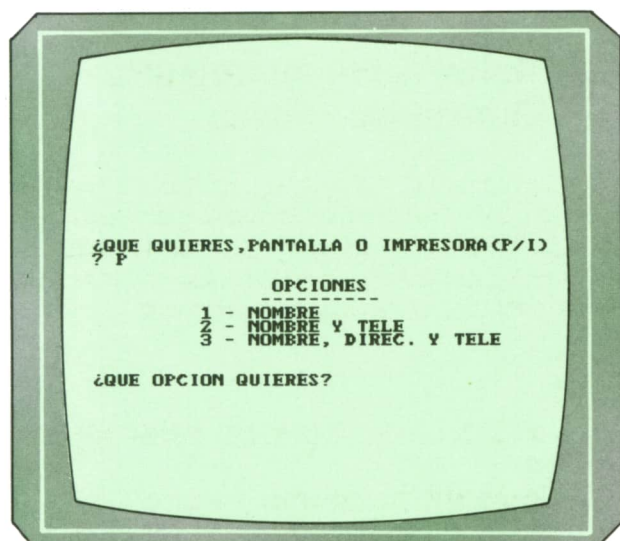 ¿QUE QUIERES,PANTALLA O IMPRESORA(P/I)
? P
OPCIONES
----------
1 - NOMBRE
2 - NOMBRE Y TELE
3 - NOMBRE, DIREC. Y TELE
¿QUE OPCION QUIERES?